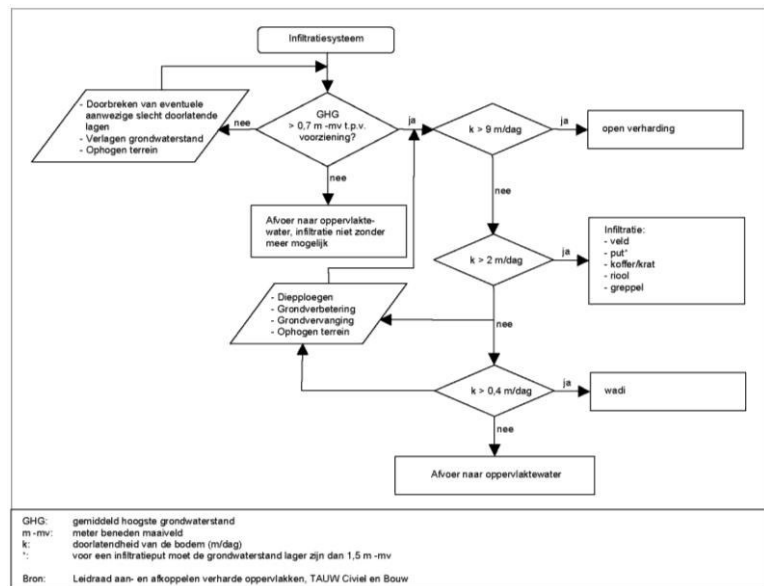 Infiltratiesysteem
- Doorbreken van eventuele
aanwezige slecht doorlatende
lagen
- Verlagen grondwaterstand
- Ophogen terrein
nee
GHG
> 0,7 m -mv t.p.v.
voorziening?
ja
k > 9 m/dag
ja
open verharding
nee
nee
Afvoer naar oppervlakte-
water, infiltratie niet zonder
meer mogelijk
k > 2 m/dag
ja
Infiltratie:
- veld
- put*
- koffer/krat
- riool
- greppel
- Diepploegen
- Grondverbetering
- Grondvervanging
- Ophogen terrein
nee
k > 0,4 m/dag
ja
wadi
nee
Afvoer naar oppervlaktewater
GHG: gemiddeld hoogste grondwaterstand
m -mv: meter beneden maaiveld
k: doorlatendheid van de bodem (m/dag)
*: voor een infiltratieput moet de grondwaterstand lager zijn dan 1,5 m -mv
Bron: Leidraad aan- en afkoppelen verharde oppervlakken, TAUW Civiel en Bouw